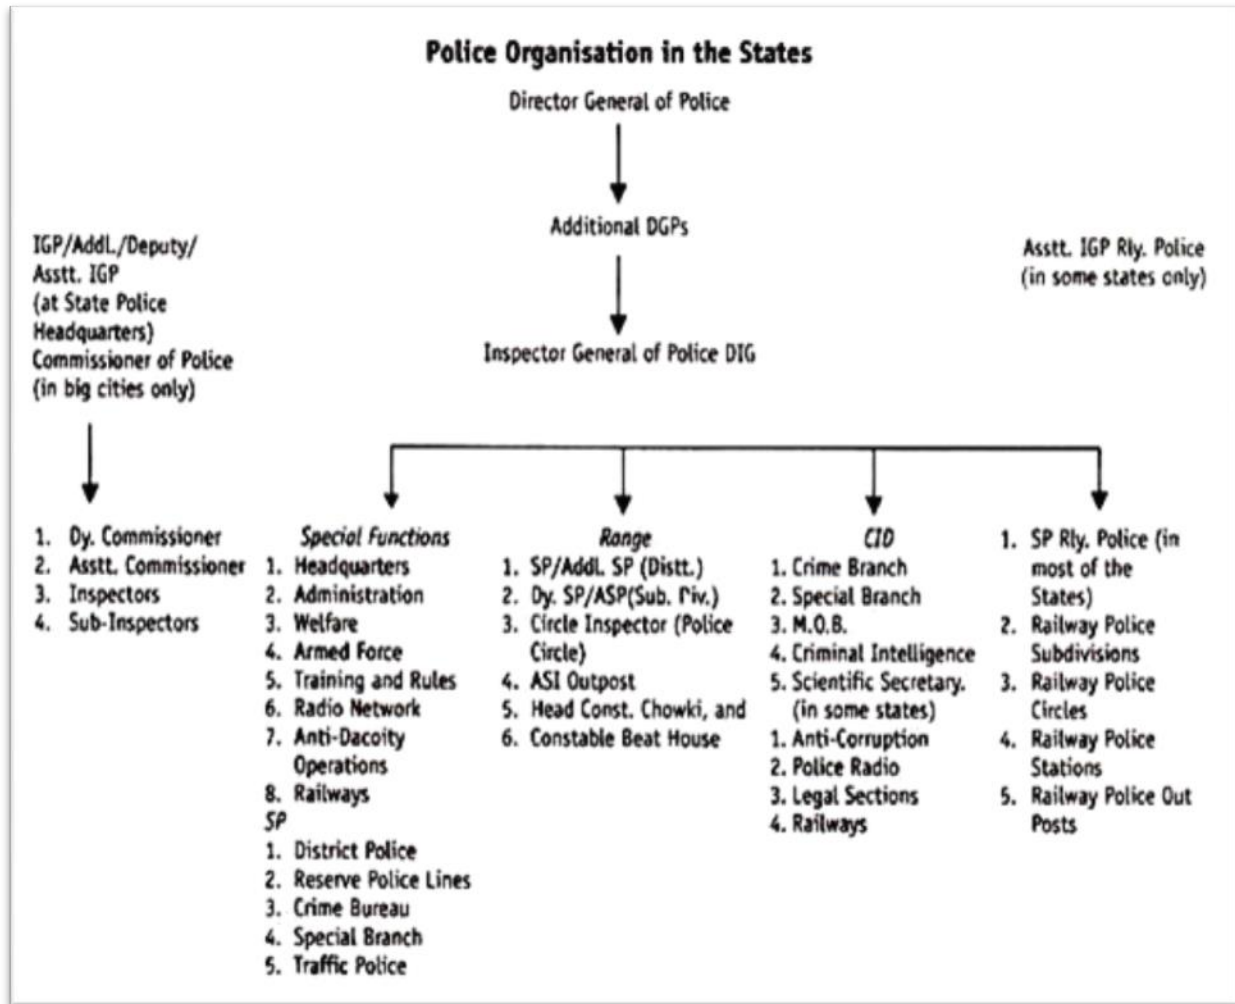 Police Organisation in the States
Director General of Police
Additional DGPs
IGP/Addl./Deputy/
Asstt. IGP
(at State Police
Headquarters)
Commissioner of Police
(in big cities only)
Asstt. IGP Rly. Police
(in some states only)
Inspector General of Police DIG
1. Dy. Commissioner
2. Asstt. Commissioner
3. Inspectors
4. Sub-Inspectors
Special Functions
1. Headquarters
2. Administration
3. Welfare
4. Armed Force
5. Training and Rules
6. Radio Network
7. Anti-Dacoity
Operations
8. Railways
SP
1. District Police
2. Reserve Police Lines
3. Crime Bureau
4. Special Branch
5. Traffic Police
Range
1. SP/Addl. SP (Distt.)
2. Dy. SP/ASP(Sub. Div.)
3. Circle Inspector (Police
Circle)
4. ASI Outpost
5. Head Const. Chowki, and
6. Constable Beat House
CID
1. Crime Branch
2. Special Branch
3. M.O.B.
4. Criminal Intelligence
5. Scientific Secretary.
(in some states)
1. Anti-Corruption
2. Police Radio
3. Legal Sections
4. Railways
1. SP Rly. Police (in
most of the
States)
2. Railway Police
Subdivisions
3. Railway Police
Circles
4. Railway Police
Stations
5. Railway Police Out
Posts